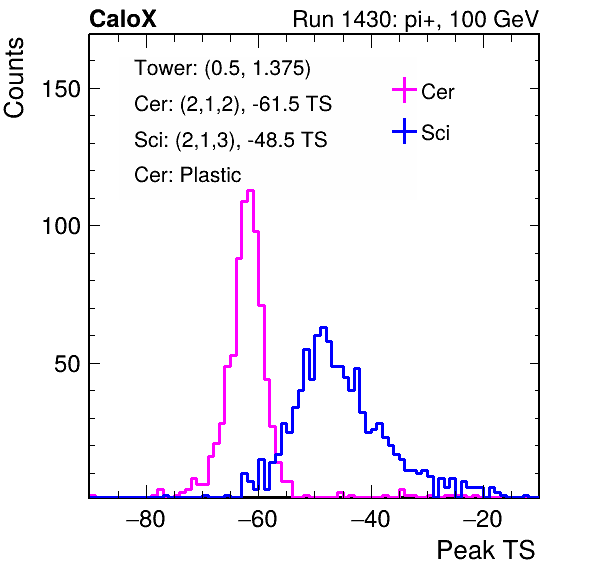 CaloX Run 1430: pi+, 100 GeV
Counts
Tower: (0.5, 1.375)
Cer: (2,1,2), -61.5 TS
Sci: (2,1,3), -48.5 TS
Cer: Plastic
Cer
Sci
150
100
50
−80 −60 −40 −20
Peak TS